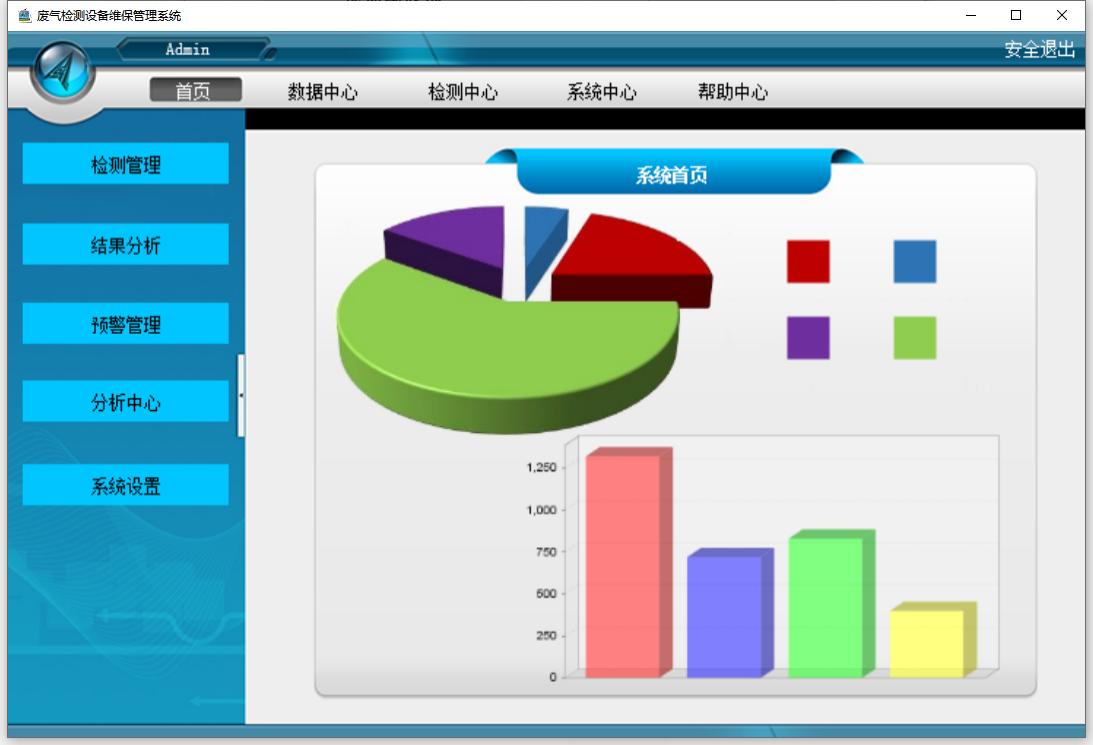 废气检测设备维保管理系统
Admin
安全退出
首页
数据中心
检测中心
系统中心
帮助中心
检测管理
结果分析
预警管理
分析中心
系统设置
系统首页
1,250
1,000
750
500
250
0